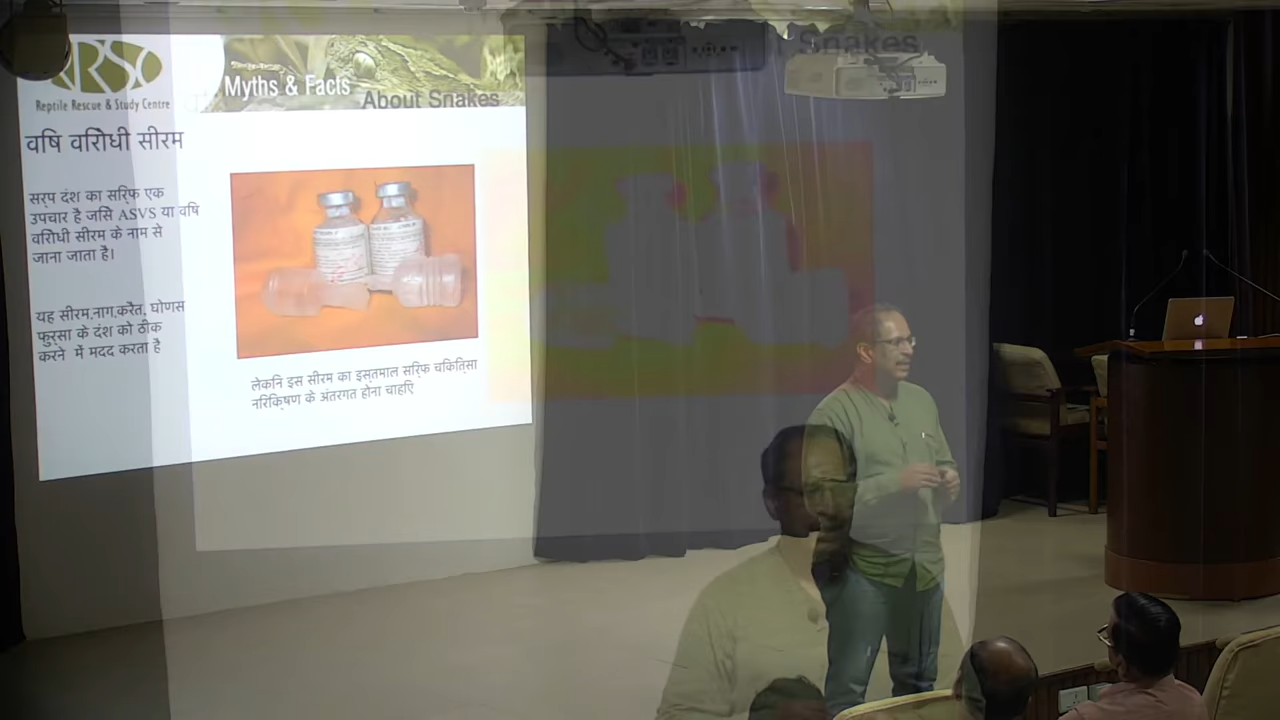 RRSC
Reptile Rescue & Study Centre
Myths & Facts
About Snakes
Snakes
वषि वरिोधी सीरम
सर्प दंश का सरि्फ एक
उपचार है जसिे ASVS या वषि
वरिोधी सीरम के नाम से
जाना जाता है।
यह सीरम,नाग,करैत, घोणस
फुरसा के दंश को ठीक
करने में मदद करता है
लेकनि इस सीरम का इस्तमाल सरि्फ चकिति्सा
नरिकि्षण के अंतरगत होना चाहएि